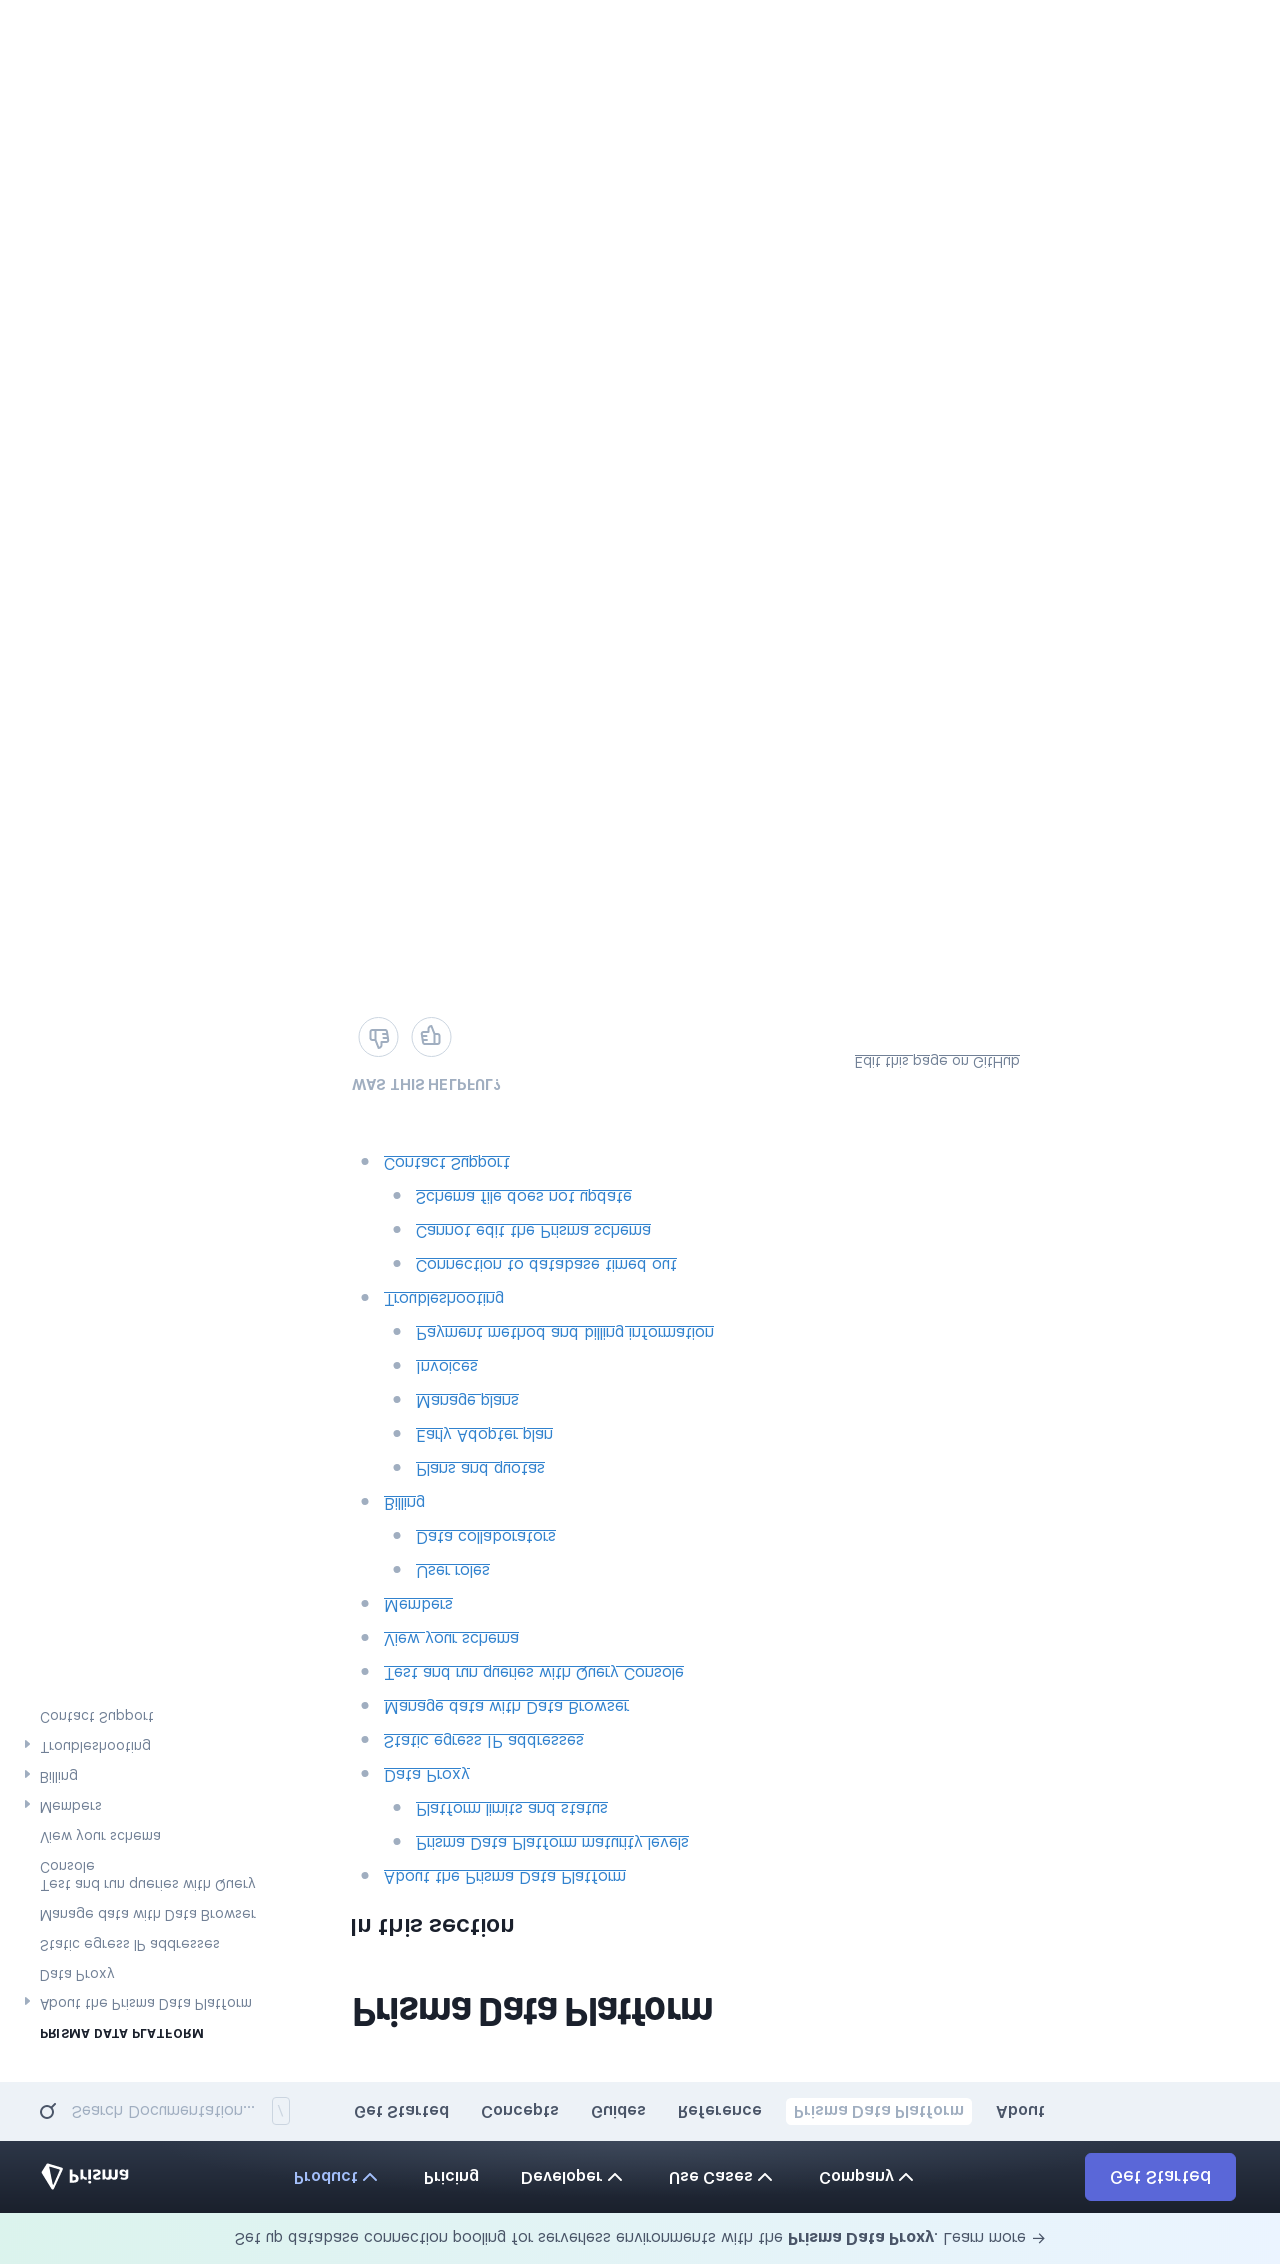 Set up database connection pooling for serverless environments with the Prisma Data Proxy. Learn more →
Prisma
Product
Pricing
Developer
Use Cases
Company
Get Started
Search Documentation...
/
Get Started
Concepts
Guides
Reference
Prisma Data Platform
About
PRISMA DATA PLATFORM
About the Prisma Data Platform
Data Proxy
Static egress IP addresses
Manage data with Data Browser
Test and run queries with Query
Console
View your schema
Members
Billing
Troubleshooting
Contact Support
Prisma Data Platform
In this section
About the Prisma Data Platform
Prisma Data Platform maturity levels
Platform limits and status
Data Proxy
Static egress IP addresses
Manage data with Data Browser
Test and run queries with Query Console
View your schema
Members
User roles
Data collaborators
Billing
Plans and quotas
Early Adopter plan
Manage plans
Invoices
Payment method and billing information
Troubleshooting
Connection to database timed out
Cannot edit the Prisma schema
Schema file does not update
Contact Support
WAS THIS HELPFUL?
Edit this page on GitHub